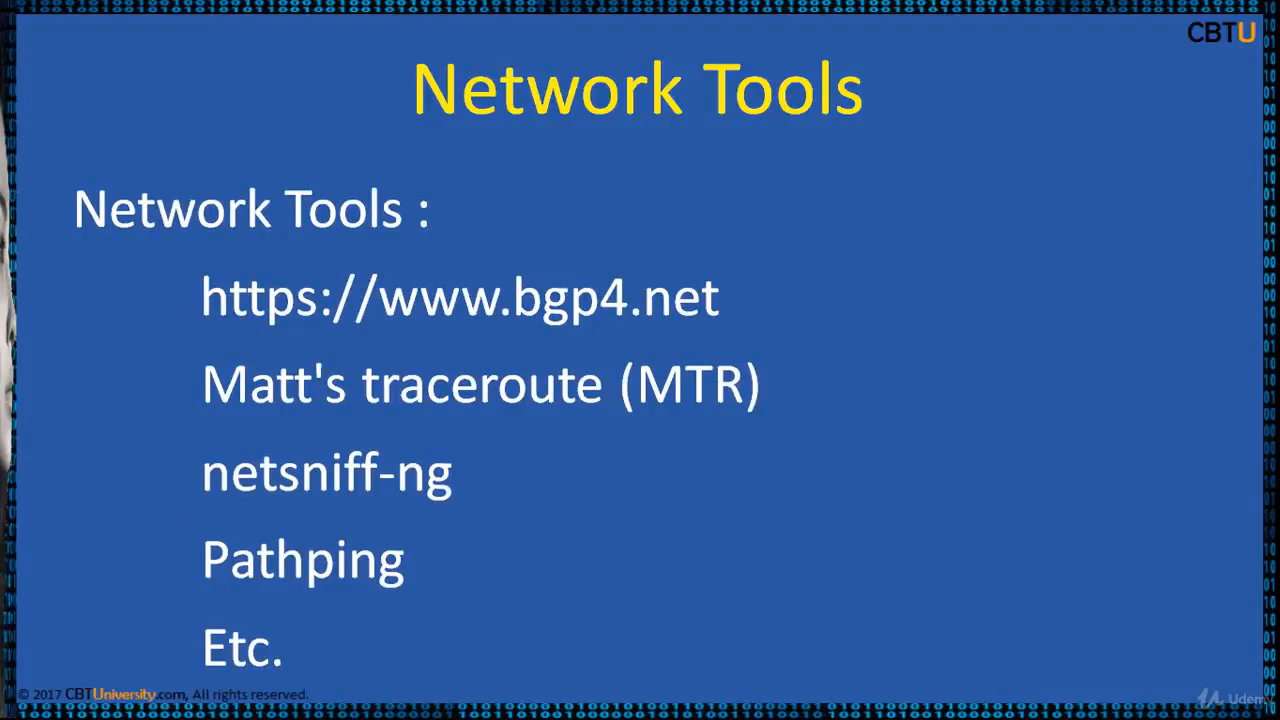 CBTU
Network Tools
Network Tools :
https://www.bgp4.net
Matt's traceroute (MTR)
netsniff-ng
Pathping
Etc.
© 2017 CBTUniversity.com, All rights reserved.
Udemy